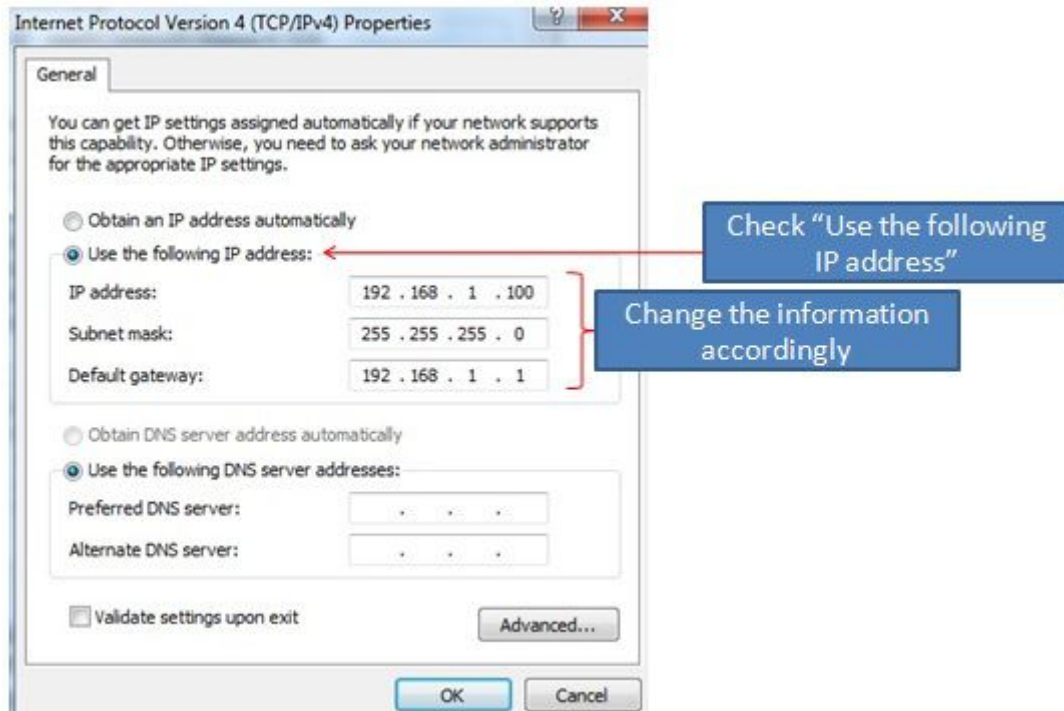 Internet Protocol Version 4 (TCP/IPv4) Properties
General
You can get IP settings assigned automatically if your network supports
this capability. Otherwise, you need to ask your network administrator
for the appropriate IP settings.
Obtain an IP address automatically
Use the following IP address:
Check “Use the following
IP address”
IP address: 192 . 168 . 1 . 100
Subnet mask: 255 . 255 . 255 . 0
Default gateway: 192 . 168 . 1 . 1
Change the information
accordingly
Obtain DNS server address automatically
Use the following DNS server addresses:
Preferred DNS server: . . .
Alternate DNS server: . . .
Validate settings upon exit
Advanced...
OK
Cancel